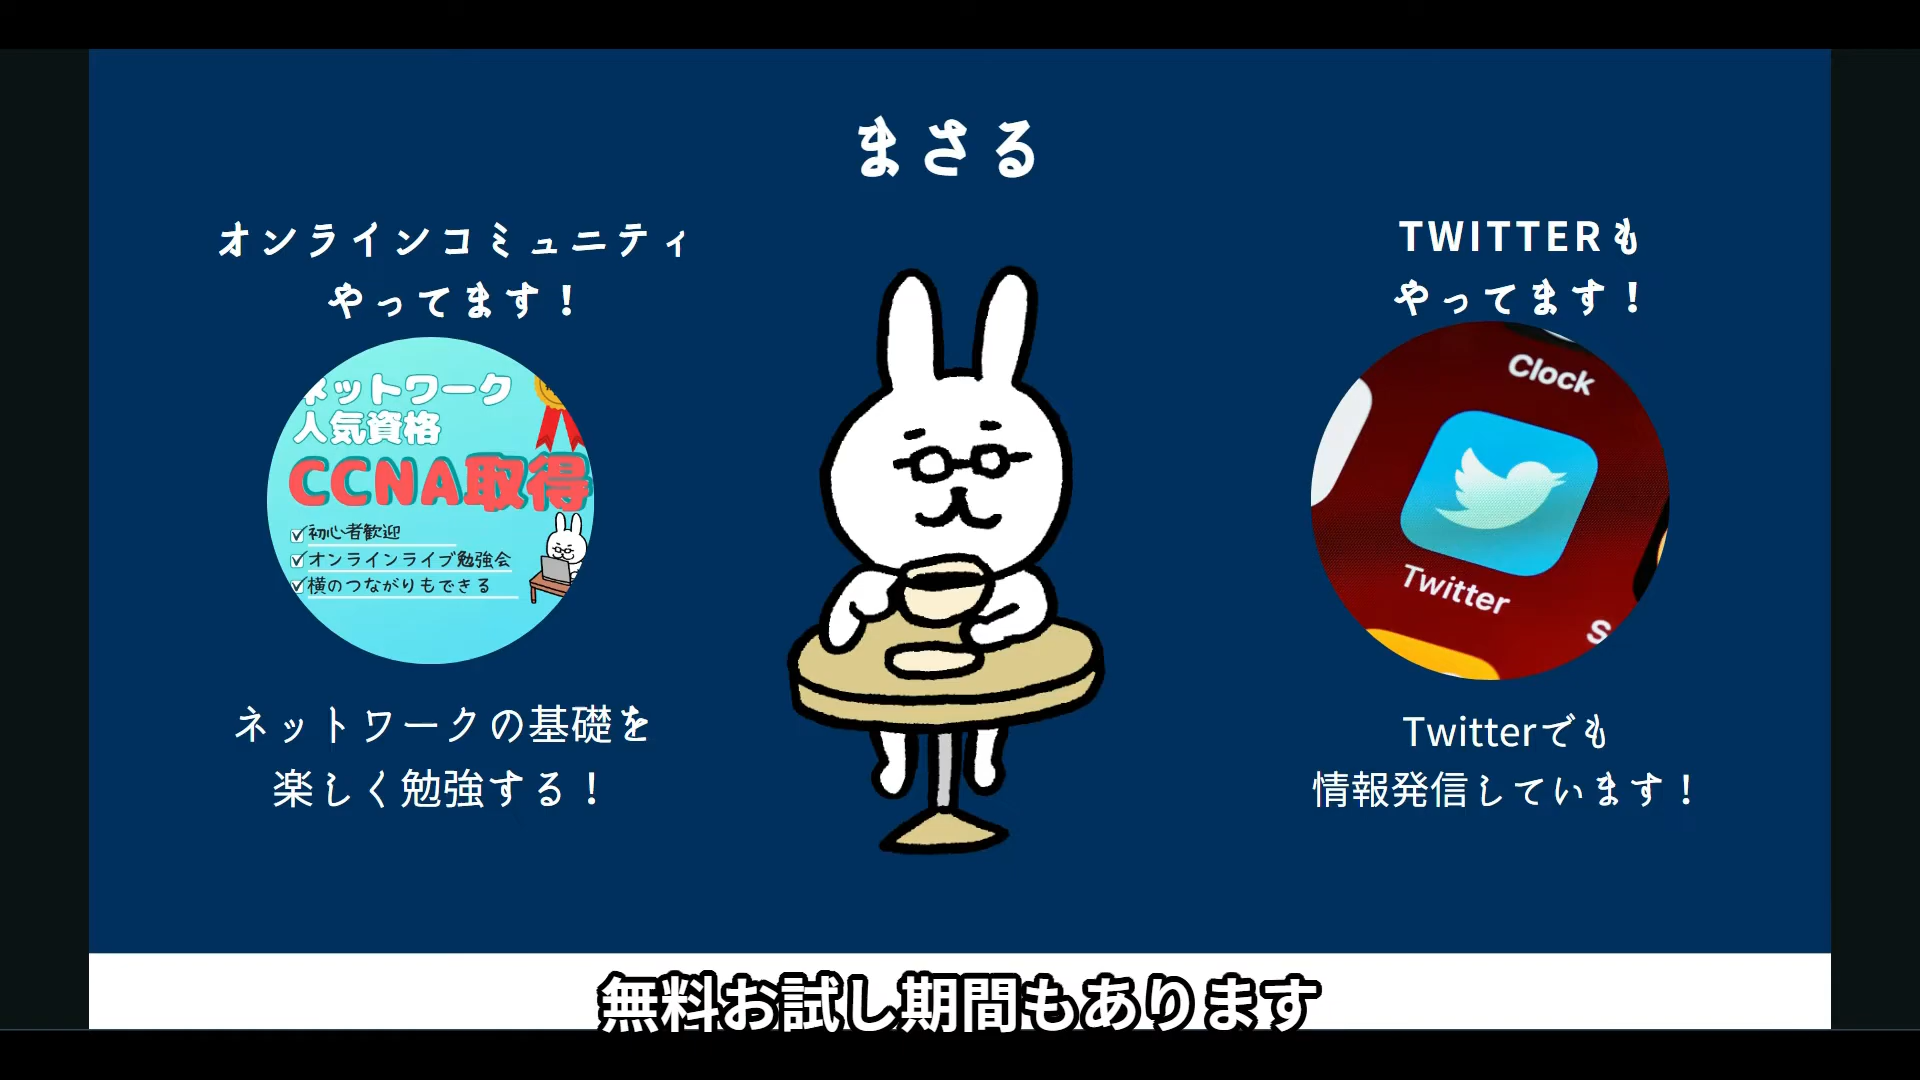 まさる
オンラインコミュニティ
やってます！
ネットワーク
人気資格
CCNA取得
初心者歓迎
オンラインライブ勉強会
横のつながりもできる
ネットワークの基礎を
楽しく勉強する！
TWITTERも
やってます！
Clock
Twitter
S
Twitterでも
情報発信しています！
無料お試し期間もあります